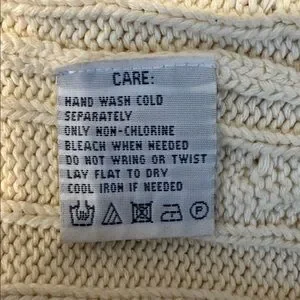 CARE:
HAND WASH COLD
SEPARATELY
ONLY NON-CHLORINE
BLEACH WHEN NEEDED
DO NOT WRING OR TWIST
LAY FLAT TO DRY
COOL IRON IF NEEDED
P